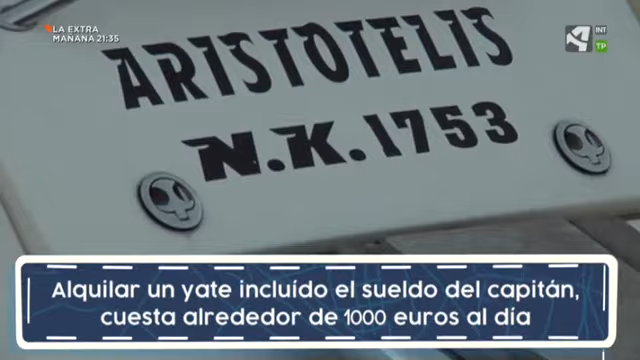 LA EXTRA
MAÑANA 21:35
INT
TP
ARISTOTELIS
N.K.1753
Alquilar un yate incluído el sueldo del capitán,
cuesta alrededor de 1000 euros al día